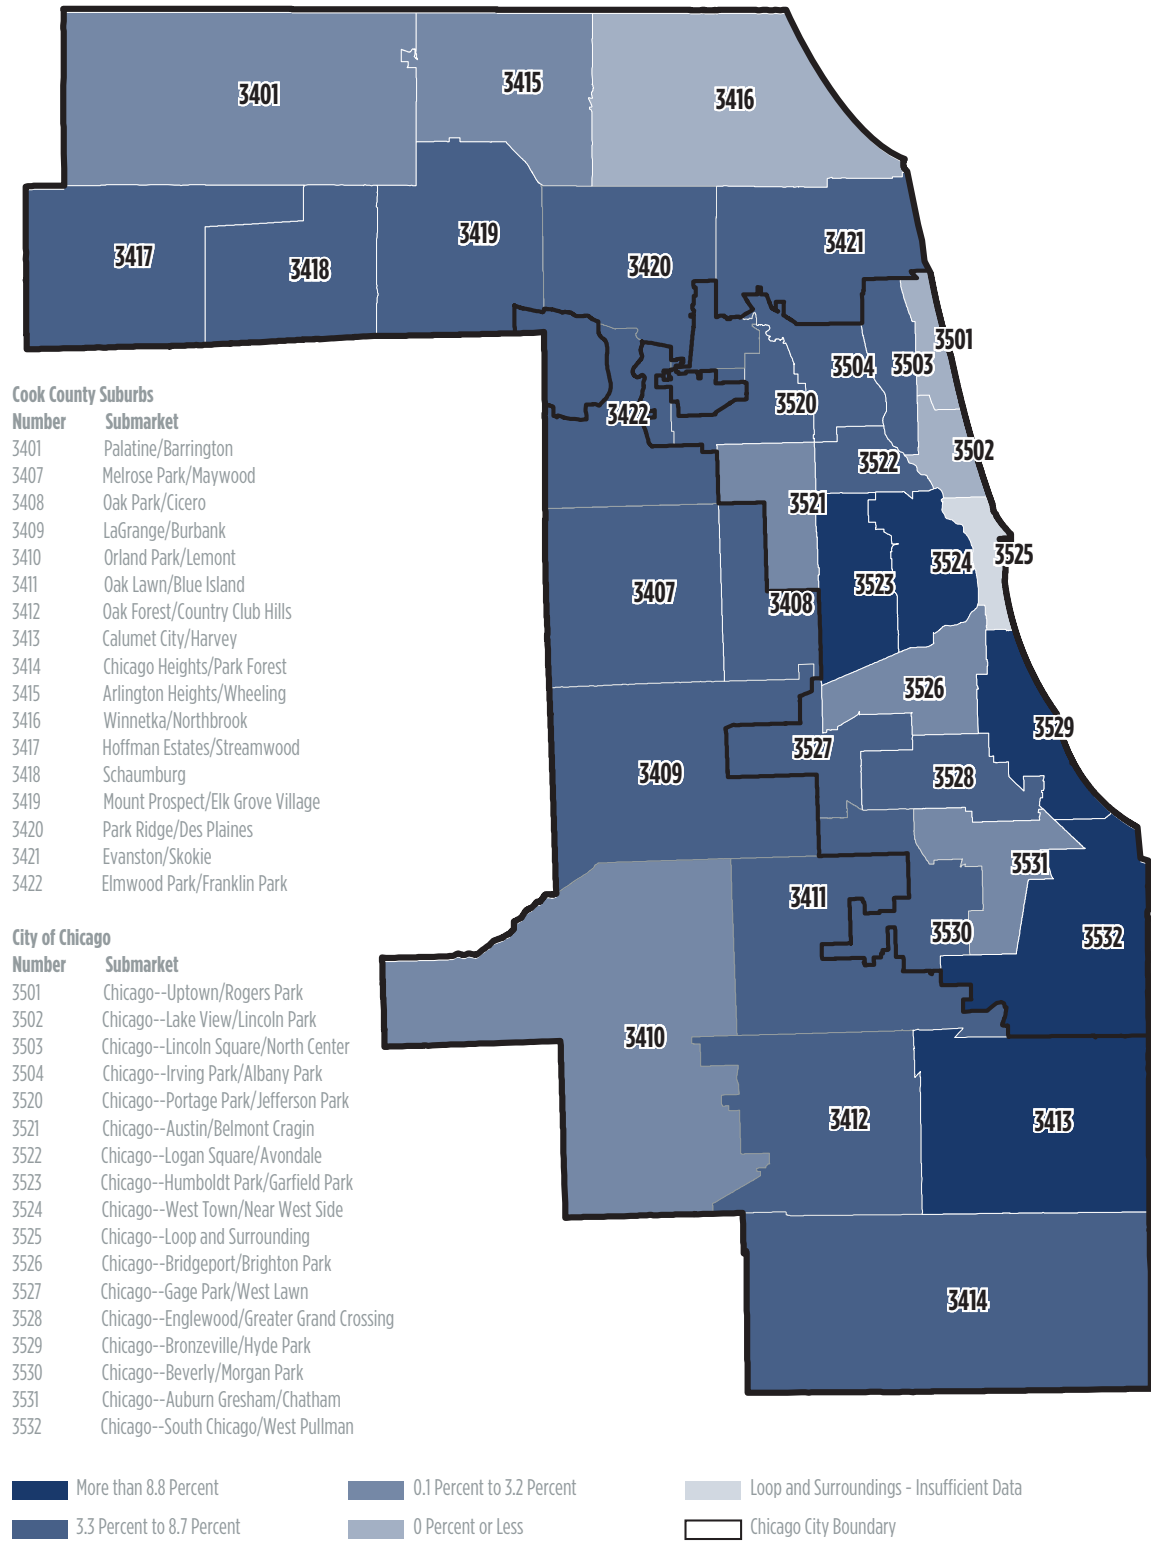 3401
3415
3416
3417
3418
3419
3420
3421
3501
3504
3503
3520
3422
3502
3522
3521
3525
3524
3523
3407
3408
3526
3529
3527
3409
3528
3531
3411
3530
3532
3410
3412
3413
3414
Cook County Suburbs
Number Submarket
3401 Palatine/Barrington
3407 Melrose Park/Maywood
3408 Oak Park/Cicero
3409 LaGrange/Burbank
3410 Orland Park/Lemont
3411 Oak Lawn/Blue Island
3412 Oak Forest/Country Club Hills
3413 Calumet City/Harvey
3414 Chicago Heights/Park Forest
3415 Arlington Heights/Wheeling
3416 Winnetka/Northbrook
3417 Hoffman Estates/Streamwood
3418 Schaumburg
3419 Mount Prospect/Elk Grove Village
3420 Park Ridge/Des Plaines
3421 Evanston/Skokie
3422 Elmwood Park/Franklin Park
City of Chicago
Number Submarket
3501 Chicago--Uptown/Rogers Park
3502 Chicago--Lake View/Lincoln Park
3503 Chicago--Lincoln Square/North Center
3504 Chicago--Irving Park/Albany Park
3520 Chicago--Portage Park/Jefferson Park
3521 Chicago--Austin/Belmont Cragin
3522 Chicago--Logan Square/Avondale
3523 Chicago--Humboldt Park/Garfield Park
3524 Chicago--West Town/Near West Side
3525 Chicago--Loop and Surrounding
3526 Chicago--Bridgeport/Brighton Park
3527 Chicago--Gage Park/West Lawn
3528 Chicago--Englewood/Greater Grand Crossing
3529 Chicago--Bronzeville/Hyde Park
3530 Chicago--Beverly/Morgan Park
3531 Chicago--Auburn Gresham/Chatham
3532 Chicago--South Chicago/West Pullman
More than 8.8 Percent
0.1 Percent to 3.2 Percent
Loop and Surroundings - Insufficient Data
3.3 Percent to 8.7 Percent
0 Percent or Less
Chicago City Boundary